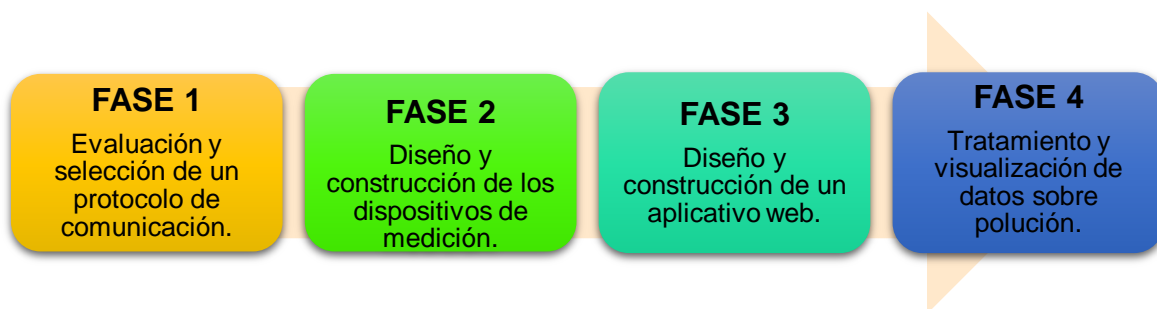 FASE 1
Evaluación y
selección de un
protocolo de
comunicación.
FASE 2
Diseño y
construcción de los
dispositivos de
medición.
FASE 3
Diseño y
construcción de un
aplicativo web.
FASE 4
Tratamiento y
visualización de
datos sobre
polución.